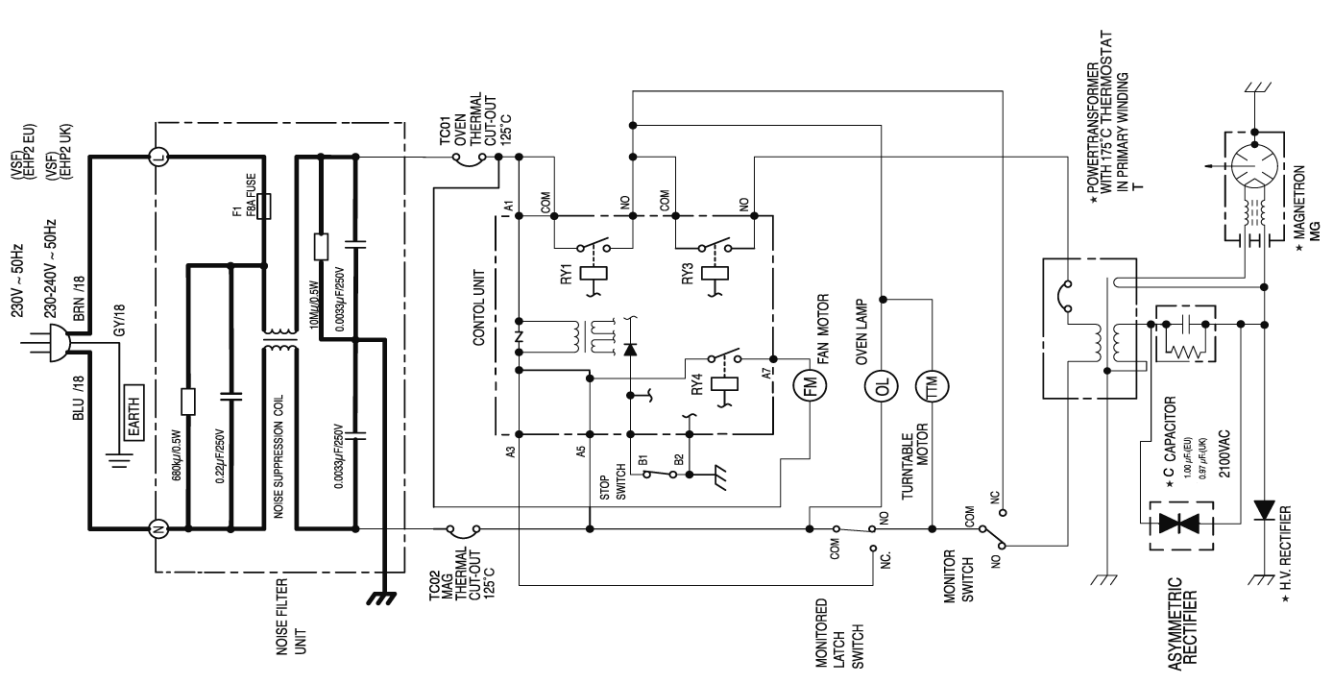 230V ~ 50Hz
230-240V ~ 50Hz
(VSF)
(EHP2 EU)
(VSF)
(EHP2 UK)
BRN /18
BLU /18
GY/18
EARTH
L
N
F1
F8A FUSE
680kµ/0.5W
0.22µF/250V
NOISE SUPPRESSION COIL
10Mµ/0.5W
0.0033µF/250V
0.0033µF/250V
NOISE FILTER
UNIT
TC01
OVEN
THERMAL
CUT-OUT
125°C
TC02
MAG
THERMAL
CUT-OUT
125°C
CONTOL UNIT
A1
COM
NO
COM
NO
RY1
RY3
RY4
A7
A3
A5
STOP
SWITCH
B1
B2
FM
FAN MOTOR
OL
OVEN LAMP
TTM
TURNTABLE
MOTOR
COM
NO
NC.
MONITORED
LATCH
SWITCH
COM
NC
NO
MONITOR
SWITCH
★ POWERTRANSFORMER
WITH 175°C THERMOSTAT
IN PRIMARY WINDING
T
★ MAGNETRON
MG
★ C CAPACITOR
1.00 µF:(EU)
0.97 µF:(UK)
2100VAC
ASYMMETRIC
RECTIFIER
★ H.V. RECTIFIER